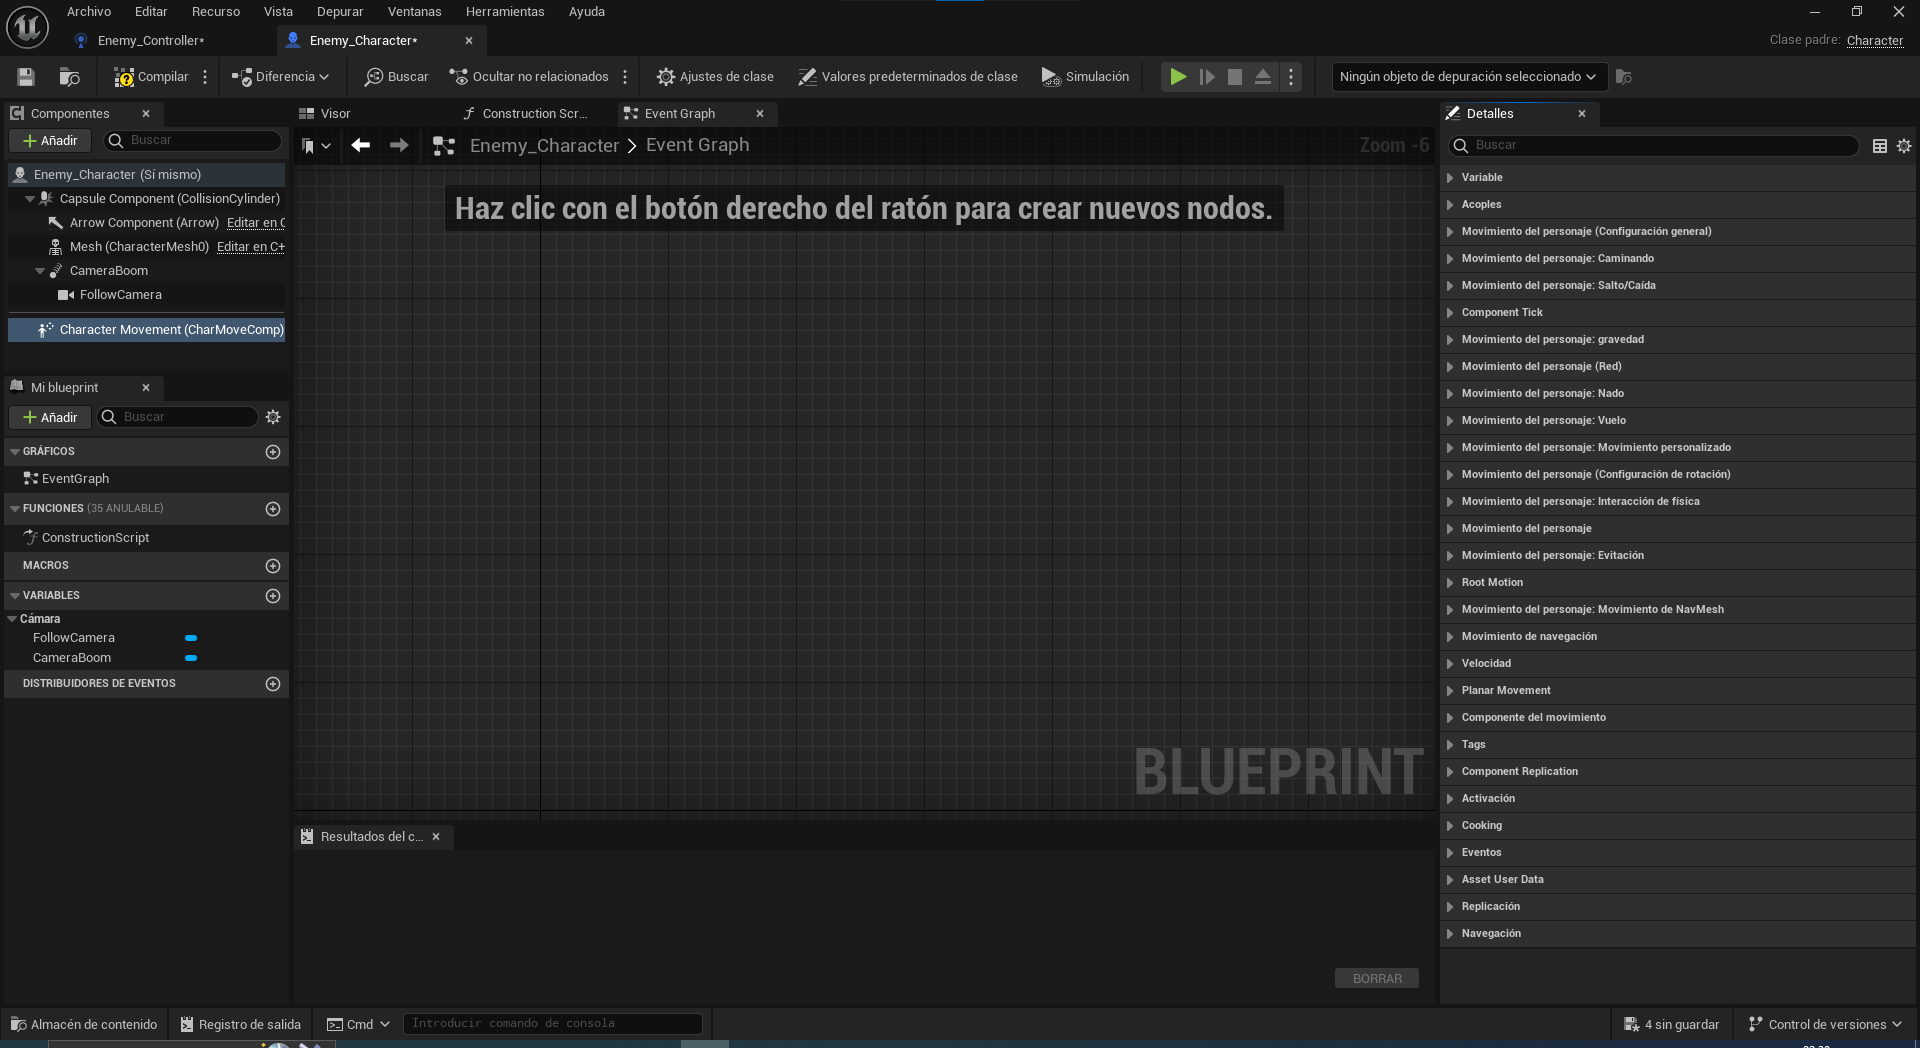 Archivo Editar Recurso Vista Depurar Ventanas Herramientas Ayuda
Enemy_Controller*
Enemy_Character*
Clase padre: Character
Compilar
Diferencia
Buscar
Ocultar no relacionados
Ajustes de clase
Valores predeterminados de clase
Simulación
Ningún objeto de depuración seleccionado
Componentes
Añadir
Buscar
Enemy_Character (Sí mismo)
Capsule Component (CollisionCylinder)
Arrow Component (Arrow) Editar en C
Mesh (CharacterMesh0) Editar en C+
CameraBoom
FollowCamera
Character Movement (CharMoveComp)
Mi blueprint
Añadir
Buscar
GRÁFICOS
EventGraph
FUNCIONES (35 ANULABLE)
ConstructionScript
MACROS
VARIABLES
Cámara
FollowCamera
CameraBoom
DISTRIBUIDORES DE EVENTOS
Visor
Construction Scr...
Event Graph
Enemy_Character > Event Graph
Zoom -6
Haz clic con el botón derecho del ratón para crear nuevos nodos.
BLUEPRINT
Resultados del c...
BORRAR
Detalles
Buscar
Variable
Acoples
Movimiento del personaje (Configuración general)
Movimiento del personaje: Caminando
Movimiento del personaje: Salto/Caída
Component Tick
Movimiento del personaje: gravedad
Movimiento del personaje (Red)
Movimiento del personaje: Nado
Movimiento del personaje: Vuelo
Movimiento del personaje: Movimiento personalizado
Movimiento del personaje (Configuración de rotación)
Movimiento del personaje: Interacción de física
Movimiento del personaje
Movimiento del personaje: Evitación
Root Motion
Movimiento del personaje: Movimiento de NavMesh
Movimiento de navegación
Velocidad
Planar Movement
Componente del movimiento
Tags
Component Replication
Activación
Cooking
Eventos
Asset User Data
Replicación
Navegación
Almacén de contenido
Registro de salida
Cmd
Introducir comando de consola
4 sin guardar
Control de versiones